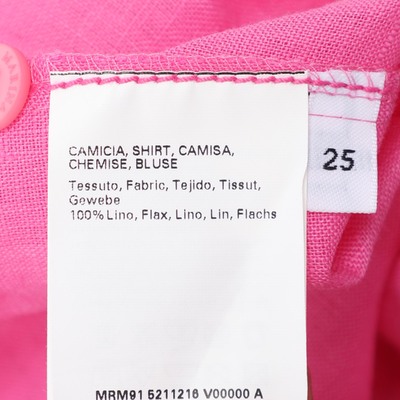 CAMICIA, SHIRT, CAMISA,
CHEMISE, BLUSE
Tessuto, Fabric, Tejido, Tissut,
Gewebe
100% Lino, Flax, Lino, Lin, Flachs
MRM91 5211216 V00000 A
25